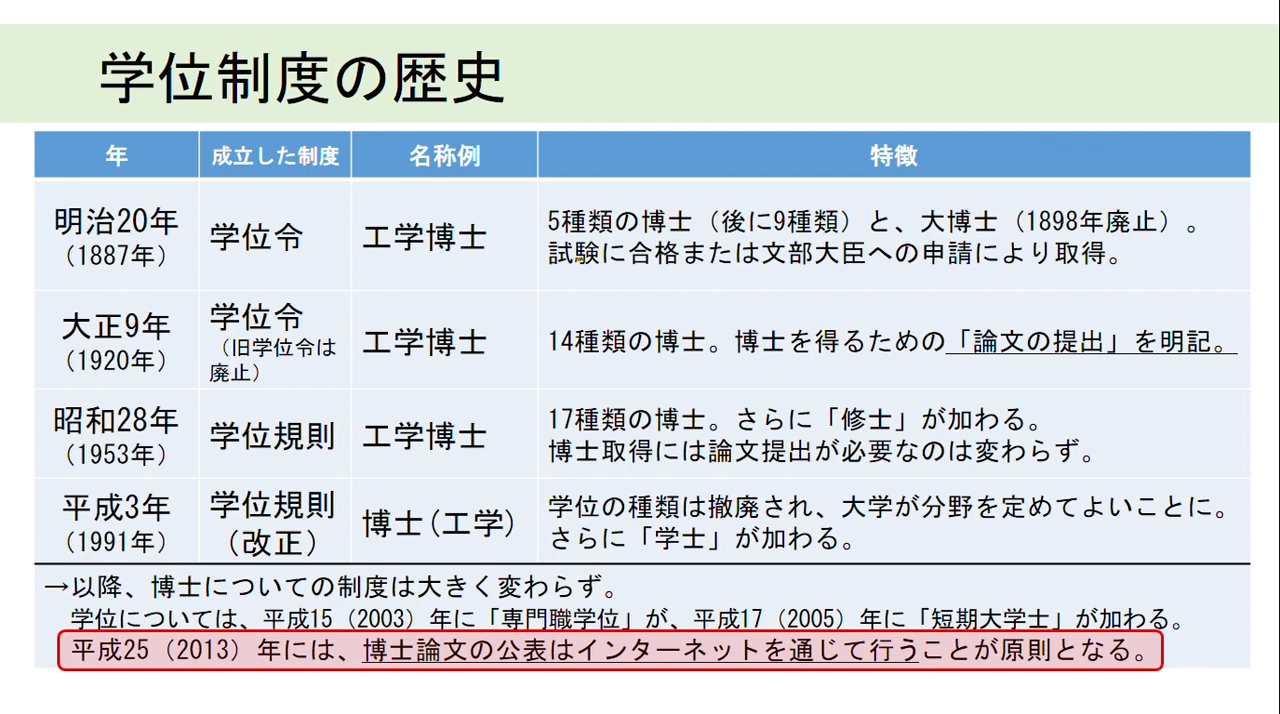 学位制度の歴史
年 成立した制度 名称例 特徴
明治20年
（1887年）
学位令
工学博士
5種類の博士（後に9種類）と、大博士（1898年廃止）。
試験に合格または文部大臣への申請により取得。
大正9年
（1920年）
学位令
（旧学位令は
廃止）
工学博士
14種類の博士。博士を得るための「論文の提出」を明記。
昭和28年
（1953年）
学位規則
工学博士
17種類の博士。さらに「修士」が加わる。
博士取得には論文提出が必要なのは変わらず。
平成3年
（1991年）
学位規則
（改正）
博士(工学)
学位の種類は撤廃され、大学が分野を定めてよいことに。
さらに「学士」が加わる。
→以降、博士についての制度は大きく変わらず。
学位については、平成15（2003）年に「専門職学位」が、平成17（2005）年に「短期大学士」が加わる。
平成25（2013）年には、博士論文の公表はインターネットを通じて行うことが原則となる。